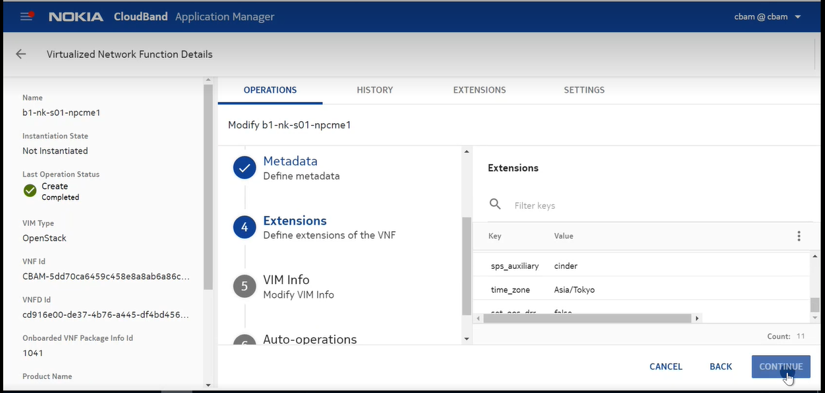 NOKIA CloudBand Application Manager
cbam @ cbam
Virtualized Network Function Details
Name
b1-nk-s01-npcme1
Instantiation State
Not Instantiated
Last Operation Status
Create
Completed
VIM Type
OpenStack
VNF Id
CBAM-5dd70ca6459c458e8a8ab6a86c...
VNFD Id
cd916e00-de37-4b76-a445-df4bd456...
Onboarded VNF Package Info Id
1041
Product Name
OPERATIONS HISTORY EXTENSIONS SETTINGS
Modify b1-nk-s01-npcme1
Metadata
Define metadata
4 Extensions
Define extensions of the VNF
5 VIM Info
Modify VIM Info
Auto-operations
Extensions
Filter keys
Key Value
sps_auxiliary cinder
time_zone Asia/Tokyo
false
Count: 11
CANCEL BACK CONTINUE